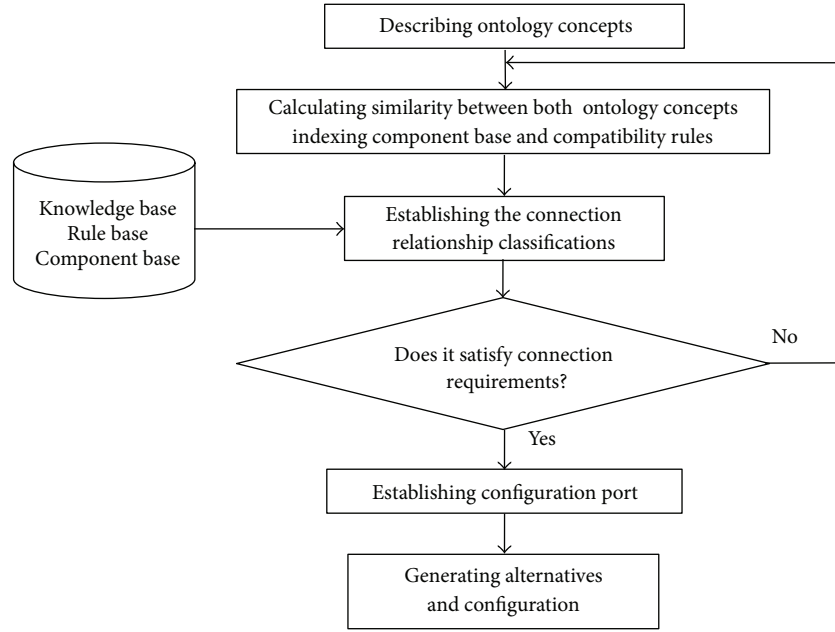 Describing ontology concepts
Calculating similarity between both ontology concepts
indexing component base and compatibility rules
Knowledge base
Rule base
Component base
Establishing the connection
relationship classifications
Does it satisfy connection
requirements?
No
Yes
Establishing configuration port
Generating alternatives
and configuration